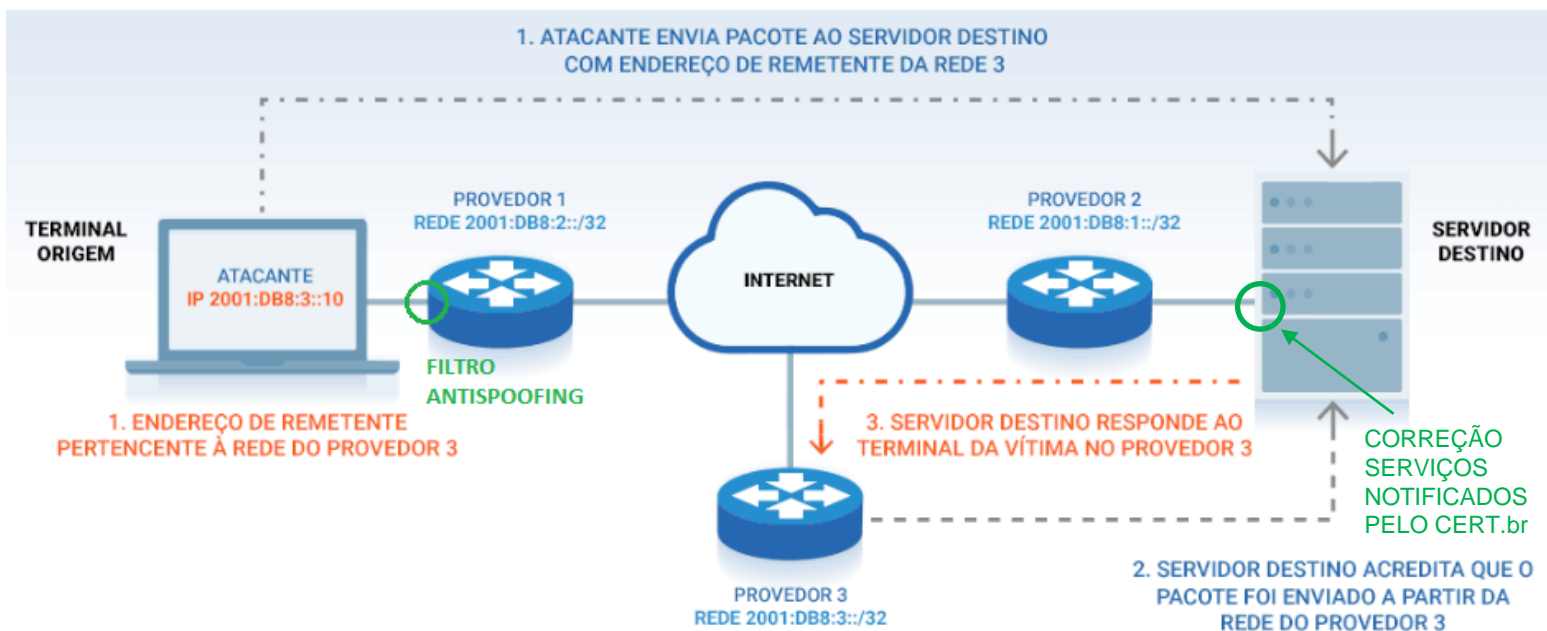 1. ATACANTE ENVIA PACOTE AO SERVIDOR DESTINO
COM ENDEREÇO DE REMETENTE DA REDE 3
TERMINAL
ORIGEM
ATACANTE
IP 2001:DB8:3::10
PROVEDOR 1
REDE 2001:DB8:2::/32
INTERNET
PROVEDOR 2
REDE 2001:DB8:1::/32
SERVIDOR
DESTINO
FILTRO
ANTISPOOFING
1. ENDEREÇO DE REMETENTE
PERTENCENTE À REDE DO PROVEDOR 3
3. SERVIDOR DESTINO RESPONDE AO
TERMINAL DA VÍTIMA NO PROVEDOR 3
CORREÇÃO
SERVIÇOS
NOTIFICADOS
PELO CERT.br
PROVEDOR 3
REDE 2001:DB8:3::/32
2. SERVIDOR DESTINO ACREDITA QUE O
PACOTE FOI ENVIADO A PARTIR DA
REDE DO PROVEDOR 3